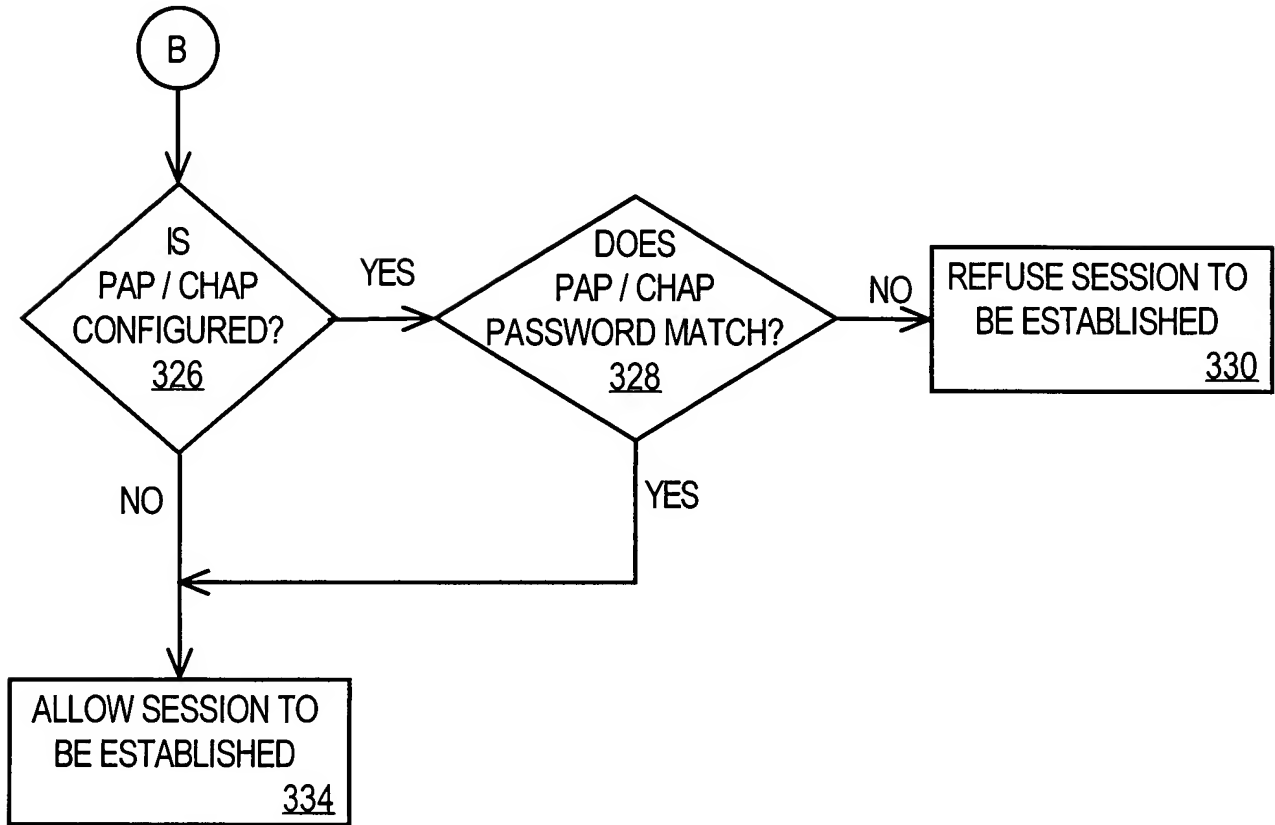 B
IS
PAP / CHAP
CONFIGURED?
326
YES
DOES
PAP / CHAP
PASSWORD MATCH?
328
NO
REFUSE SESSION TO
BE ESTABLISHED
330
NO
YES
ALLOW SESSION TO
BE ESTABLISHED
334